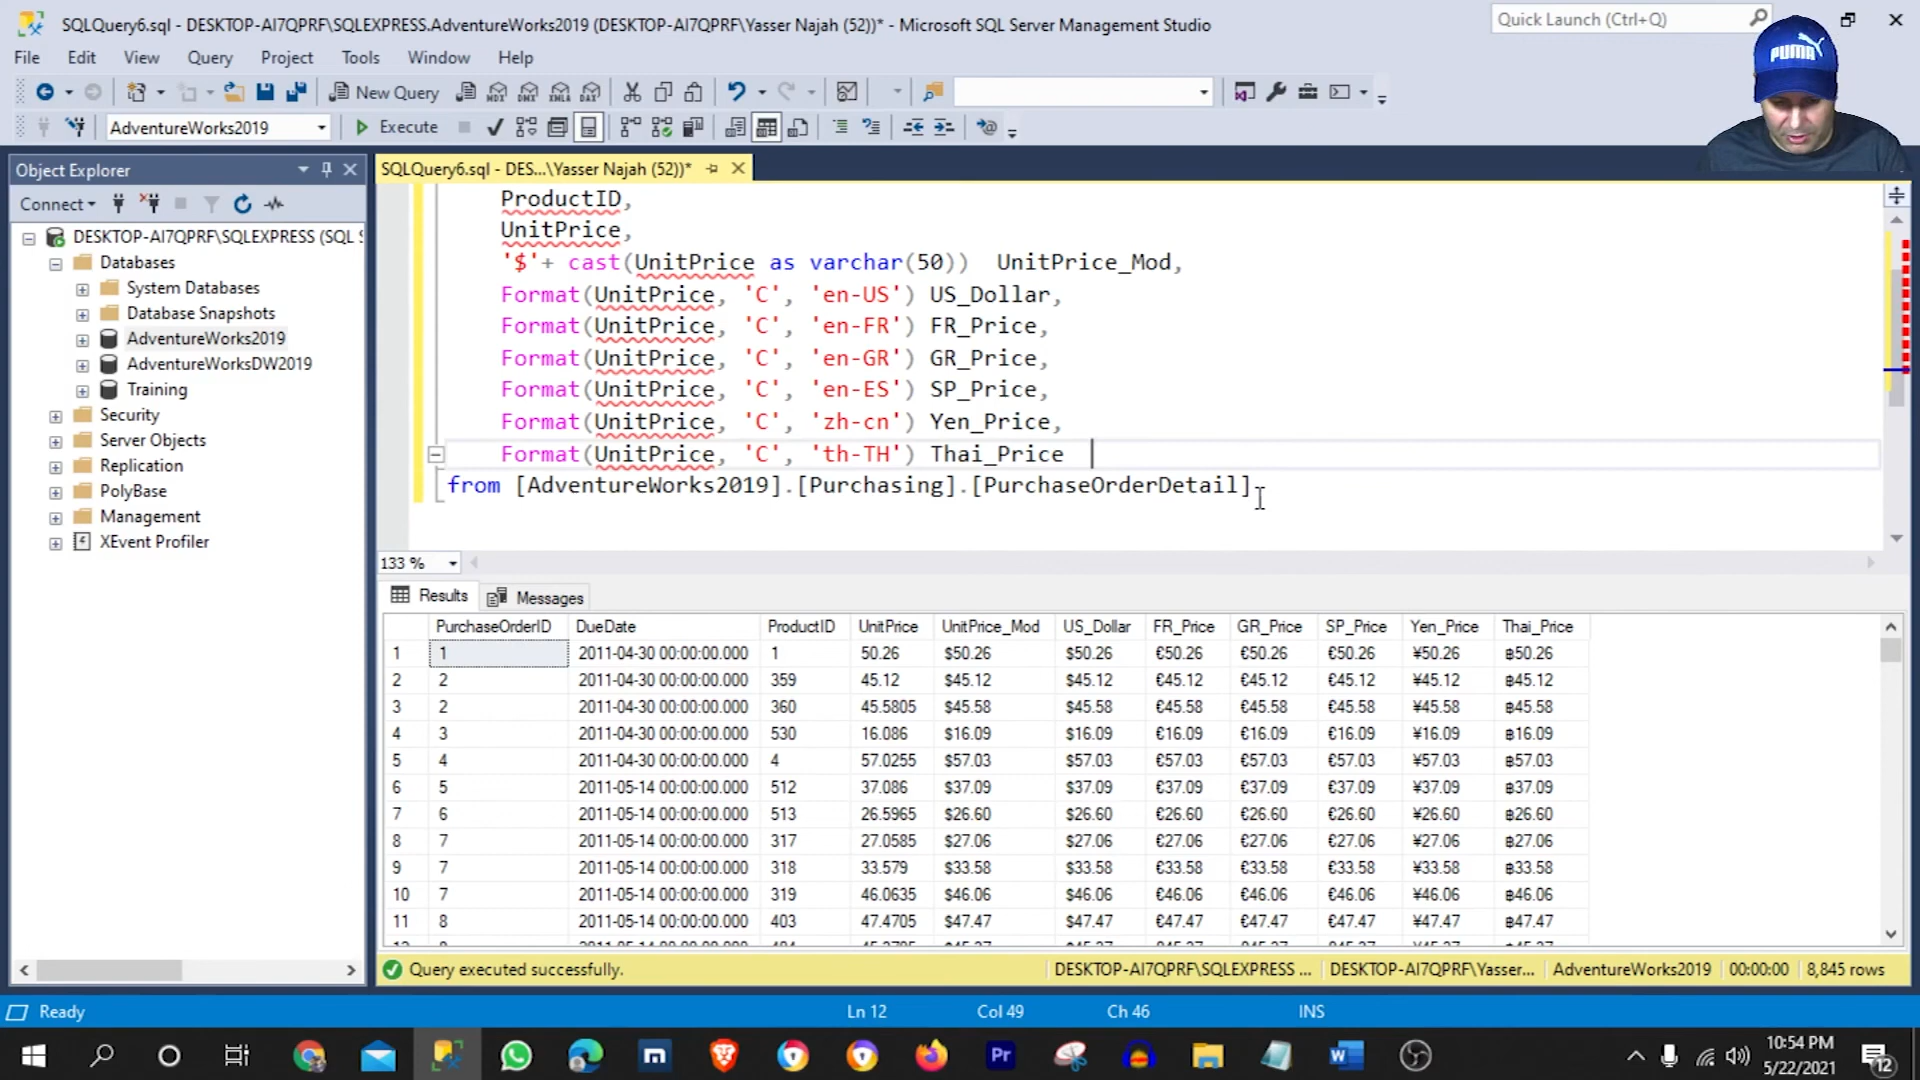 SQLQuery6.sql - DESKTOP-AI7QPRF\SQLEXPRESS.AdventureWorks2019 (DESKTOP-AI7QPRF\Yasser Najah (52))* - Microsoft SQL Server Management Studio
Quick Launch (Ctrl+Q)
PUMA
File Edit View Query Project Tools Window Help
New Query
AdventureWorks2019 Execute
Object Explorer
SQLQuery6.sql - DES...\Yasser Najah (52))*
Connect
DESKTOP-AI7QPRF\SQLEXPRESS (SQL S
Databases
System Databases
Database Snapshots
AdventureWorks2019
AdventureWorksDW2019
Training
Security
Server Objects
Replication
PolyBase
Management
XEvent Profiler
ProductID,
UnitPrice,
'$'+ cast(UnitPrice as varchar(50)) UnitPrice_Mod,
Format(UnitPrice, 'C', 'en-US') US_Dollar,
Format(UnitPrice, 'C', 'en-FR') FR_Price,
Format(UnitPrice, 'C', 'en-GR') GR_Price,
Format(UnitPrice, 'C', 'en-ES') SP_Price,
Format(UnitPrice, 'C', 'zh-cn') Yen_Price,
Format(UnitPrice, 'C', 'th-TH') Thai_Price
from [AdventureWorks2019].[Purchasing].[PurchaseOrderDetail]
133 %
Results Messages
PurchaseOrderID DueDate ProductID UnitPrice UnitPrice_Mod US_Dollar FR_Price GR_Price SP_Price Yen_Price Thai_Price
1 1 2011-04-30 00:00:00.000 1 50.26 $50.26 $50.26 €50.26 €50.26 €50.26 ¥50.26 ฿50.26
2 2 2011-04-30 00:00:00.000 359 45.12 $45.12 $45.12 €45.12 €45.12 €45.12 ¥45.12 ฿45.12
3 2 2011-04-30 00:00:00.000 360 45.5805 $45.58 $45.58 €45.58 €45.58 €45.58 ¥45.58 ฿45.58
4 3 2011-04-30 00:00:00.000 530 16.086 $16.09 $16.09 €16.09 €16.09 €16.09 ¥16.09 ฿16.09
5 4 2011-04-30 00:00:00.000 4 57.0255 $57.03 $57.03 €57.03 €57.03 €57.03 ¥57.03 ฿57.03
6 5 2011-05-14 00:00:00.000 512 37.086 $37.09 $37.09 €37.09 €37.09 €37.09 ¥37.09 ฿37.09
7 6 2011-05-14 00:00:00.000 513 26.5965 $26.60 $26.60 €26.60 €26.60 €26.60 ¥26.60 ฿26.60
8 7 2011-05-14 00:00:00.000 317 27.0585 $27.06 $27.06 €27.06 €27.06 €27.06 ¥27.06 ฿27.06
9 7 2011-05-14 00:00:00.000 318 33.579 $33.58 $33.58 €33.58 €33.58 €33.58 ¥33.58 ฿33.58
10 7 2011-05-14 00:00:00.000 319 46.0635 $46.06 $46.06 €46.06 €46.06 €46.06 ¥46.06 ฿46.06
11 8 2011-05-14 00:00:00.000 403 47.4705 $47.47 $47.47 €47.47 €47.47 €47.47 ¥47.47 ฿47.47
Query executed successfully. DESKTOP-AI7QPRF\SQLEXPRESS ... DESKTOP-AI7QPRF\Yasser... AdventureWorks2019 00:00:00 8,845 rows
Ready Ln 12 Col 49 Ch 46 INS
Pr
10:54 PM
5/22/2021
12